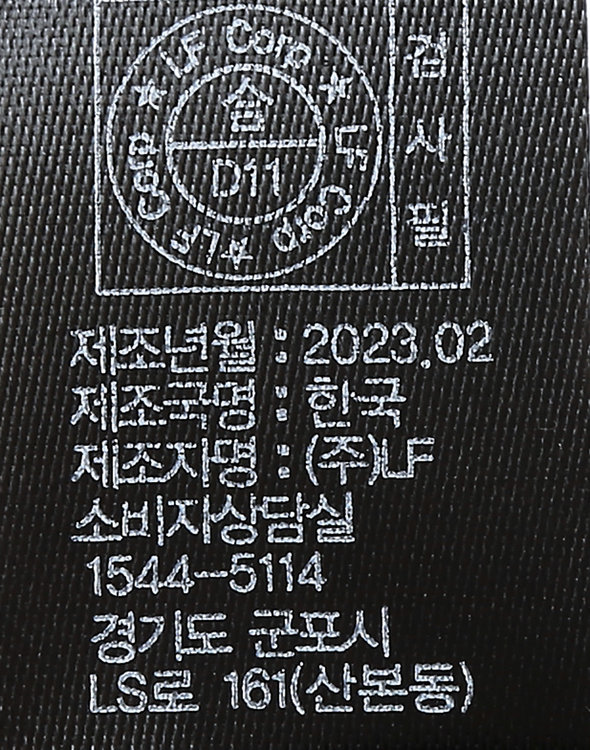 ★ LF Corp ★ LF Corp ★ LF Corp
合
D11
검사필
제조년월 : 2023.02
제조국명 : 한국
제조자명 : (주)LF
소비자상담실
1544-5114
경기도 군포시
LS로 161(산본동)